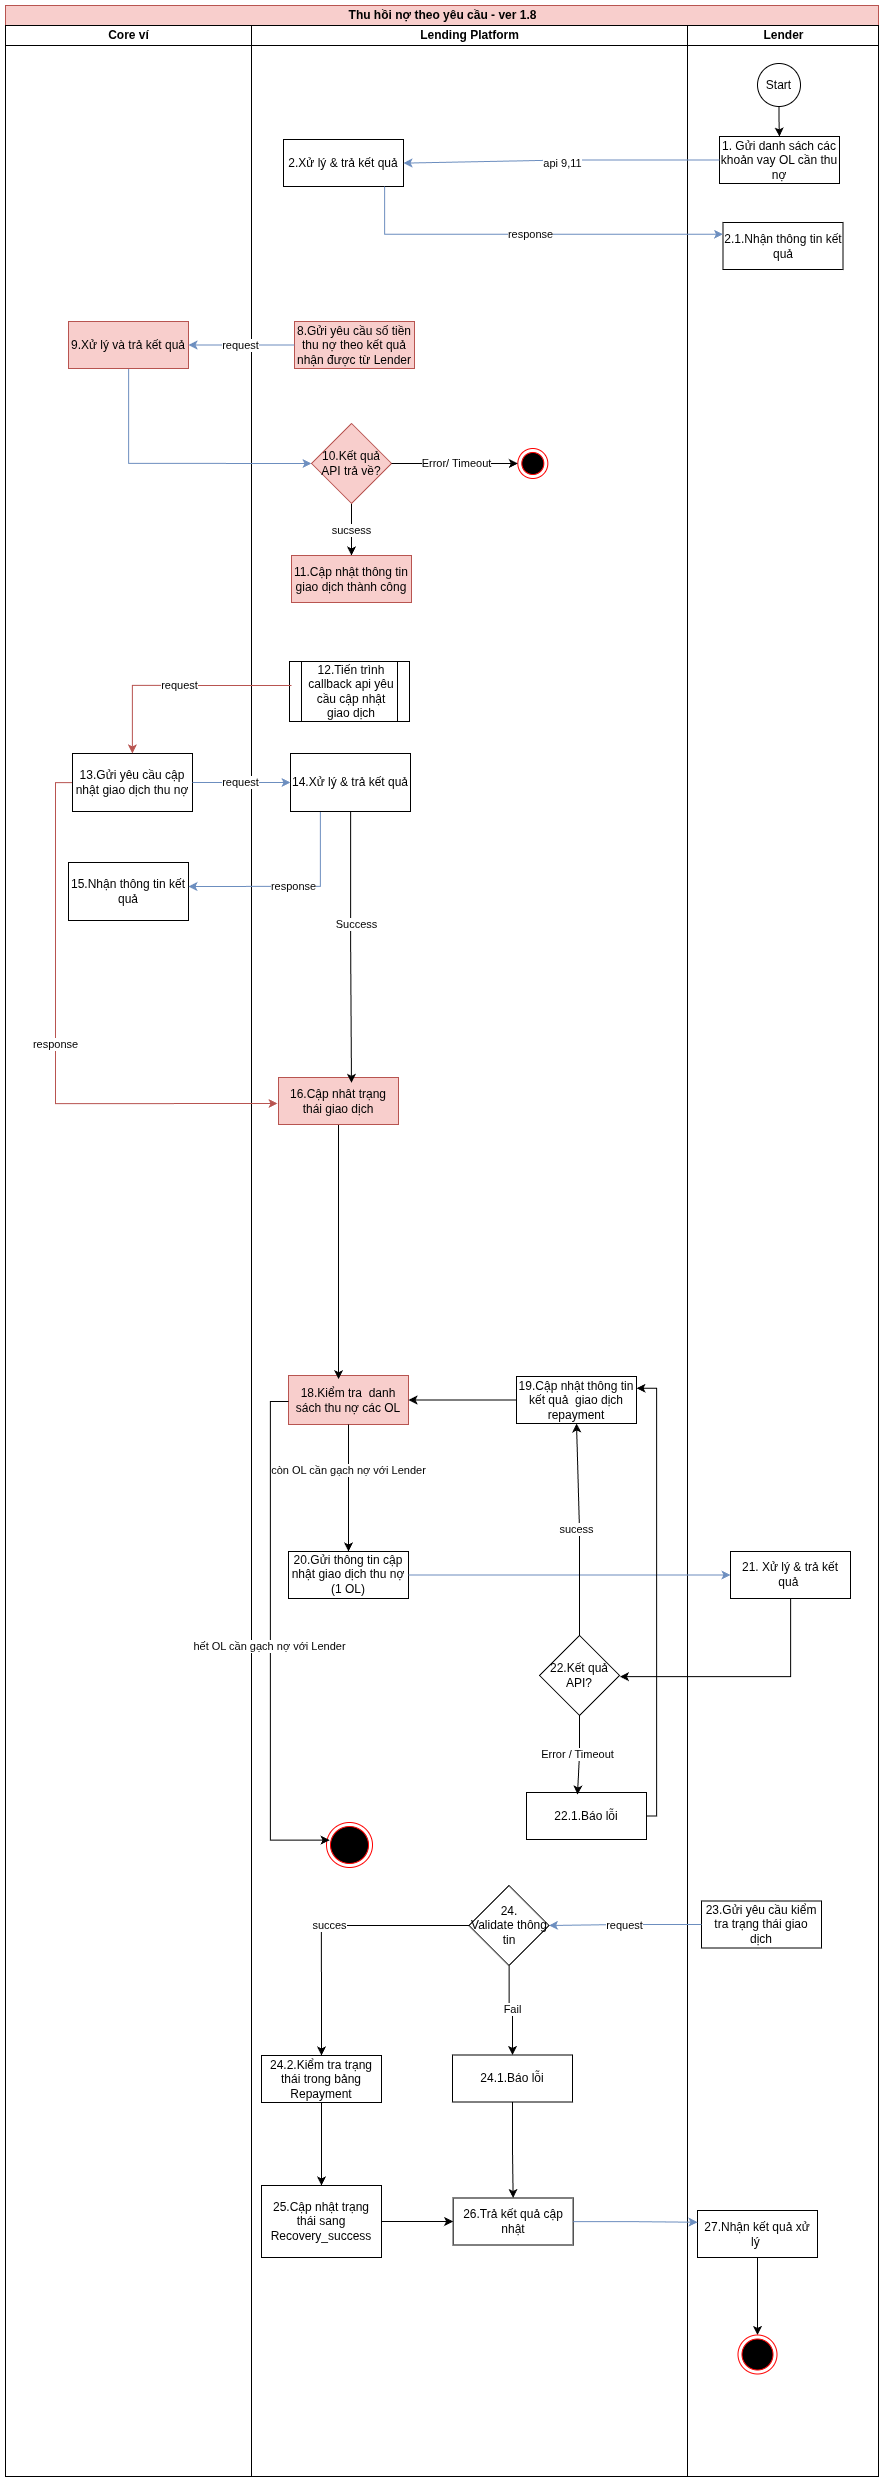 Thu hồi nợ theo yêu cầu - ver 1.8
Core ví
Lending Platform
Lender
Start
1. Gửi danh sách các
khoản vay OL cần thu
nợ
api 9,11
2.Xử lý & trả kết quả
response
2.1.Nhận thông tin kết
quả
8.Gửi yêu cầu số tiền
thu nợ theo kết quả
nhận được từ Lender
request
9.Xử lý và trả kết quả
10.Kết quả
API trả về?
Error/ Timeout
sucsess
11.Cập nhật thông tin
giao dịch thành công
12.Tiến trình
callback api yêu
cầu cập nhật
giao dịch
request
13.Gửi yêu cầu cập
nhật giao dịch thu nợ
request
14.Xử lý & trả kết quả
15.Nhận thông tin kết
quả
response
Success
response
16.Cập nhât trạng
thái giao dịch
18.Kiểm tra  danh
sách thu nợ các OL
19.Cập nhật thông tin
kết quả  giao dịch
repayment
còn OL cần gạch nợ với Lender
sucess
20.Gửi thông tin cập
nhật giao dịch thu nợ
(1 OL)
21. Xử lý & trả kết
quả
hết OL cần gạch nợ với Lender
22.Kết quả
API?
Error / Timeout
22.1.Báo lỗi
23.Gửi yêu cầu kiểm
tra trạng thái giao
dịch
request
24.
Validate thông
tin
succes
Fail
24.2.Kiểm tra trạng
thái trong bảng
Repayment
24.1.Báo lỗi
25.Cập nhật trạng
thái sang
Recovery_success
26.Trả kết quả cập
nhật
27.Nhận kết quả xử
lý